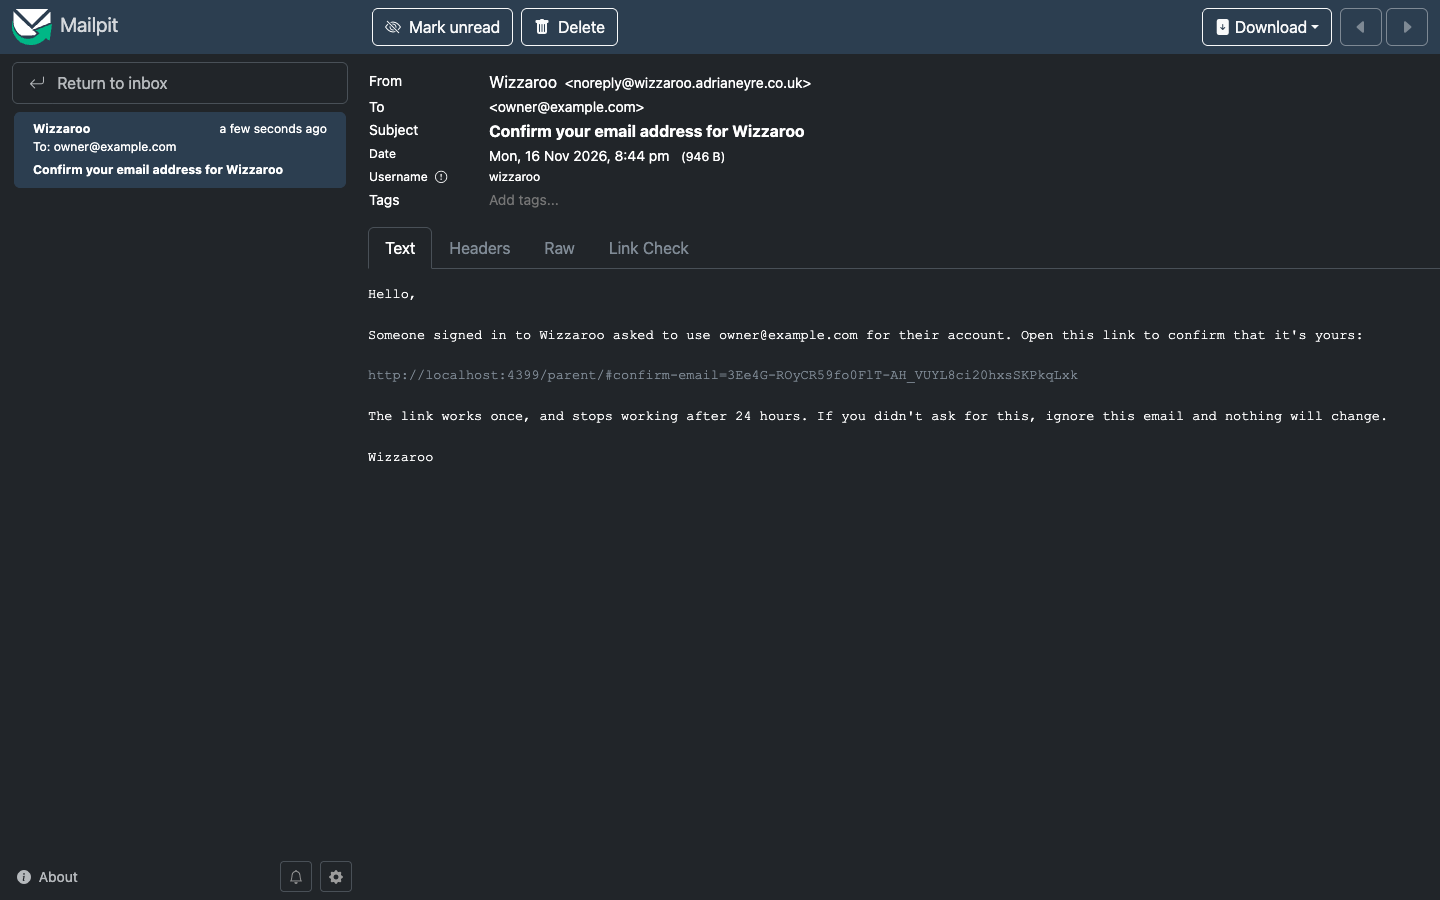 Mailpit
Mark unread
Delete
Download
Return to inbox
Wizzaroo a few seconds ago
To: owner@example.com
Confirm your email address for Wizzaroo
From Wizzaroo <noreply@wizzaroo.adrianeyre.co.uk>
To <owner@example.com>
Subject Confirm your email address for Wizzaroo
Date Mon, 16 Nov 2026, 8:44 pm (946 B)
Username wizzaroo
Tags Add tags...
Text Headers Raw Link Check
Hello,
Someone signed in to Wizzaroo asked to use owner@example.com for their account. Open this link to confirm that it's yours:
http://localhost:4399/parent/#confirm-email=3Ee4G-ROyCR59fo0FlT-AH_VUYL8ci20hxsSKPkqLxk
The link works once, and stops working after 24 hours. If you didn't ask for this, ignore this email and nothing will change.
Wizzaroo
About